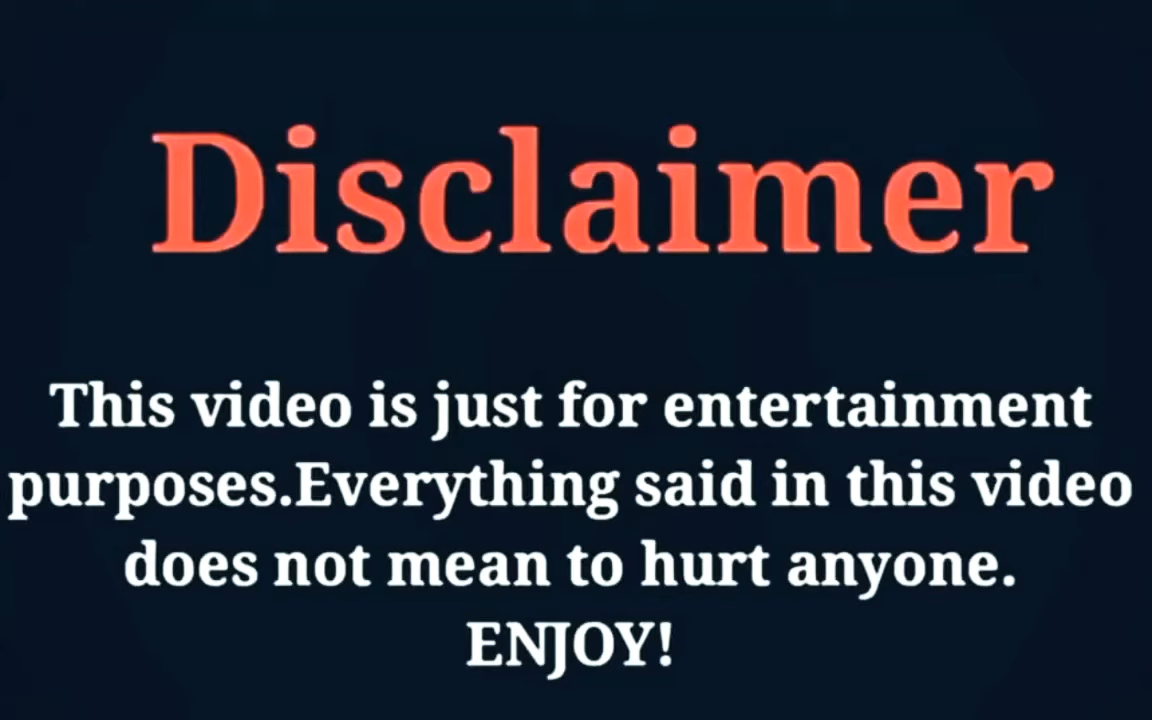 Disclaimer
This video is just for entertainment
purposes.Everything said in this video
does not mean to hurt anyone.
ENJOY!